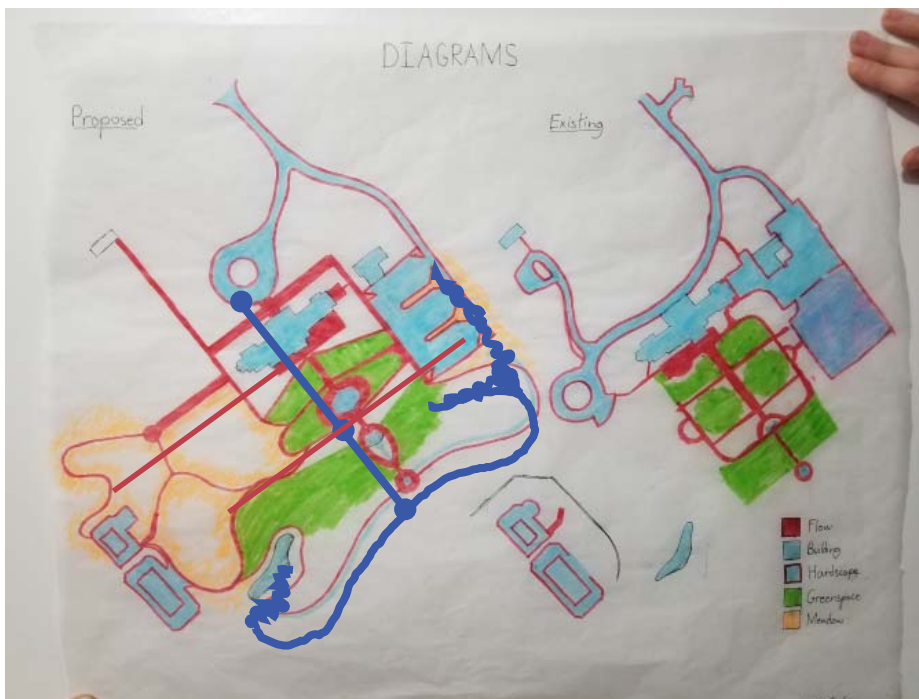 DIAGRAMS
Proposed
Existing
Flow
Building
Hardscape
Greenspace
Meadow